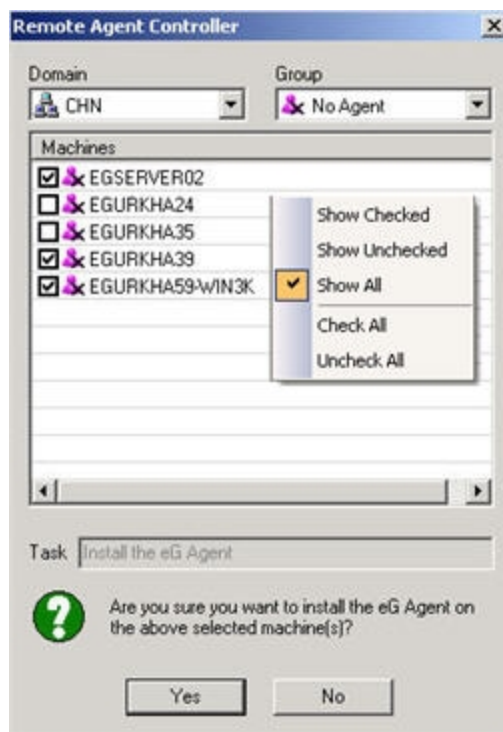 Remote Agent Controller
Domain
Group
CHN
No Agent
Machines
EGSERVER02
EGURKHA24
EGURKHA35
EGURKHA39
EGURKHA59-WIN3K
Show Checked
Show Unchecked
Show All
Check All
Uncheck All
Task
Install the eG Agent
Are you sure you want to install the eG Agent on
the above selected machine(s)?
Yes
No